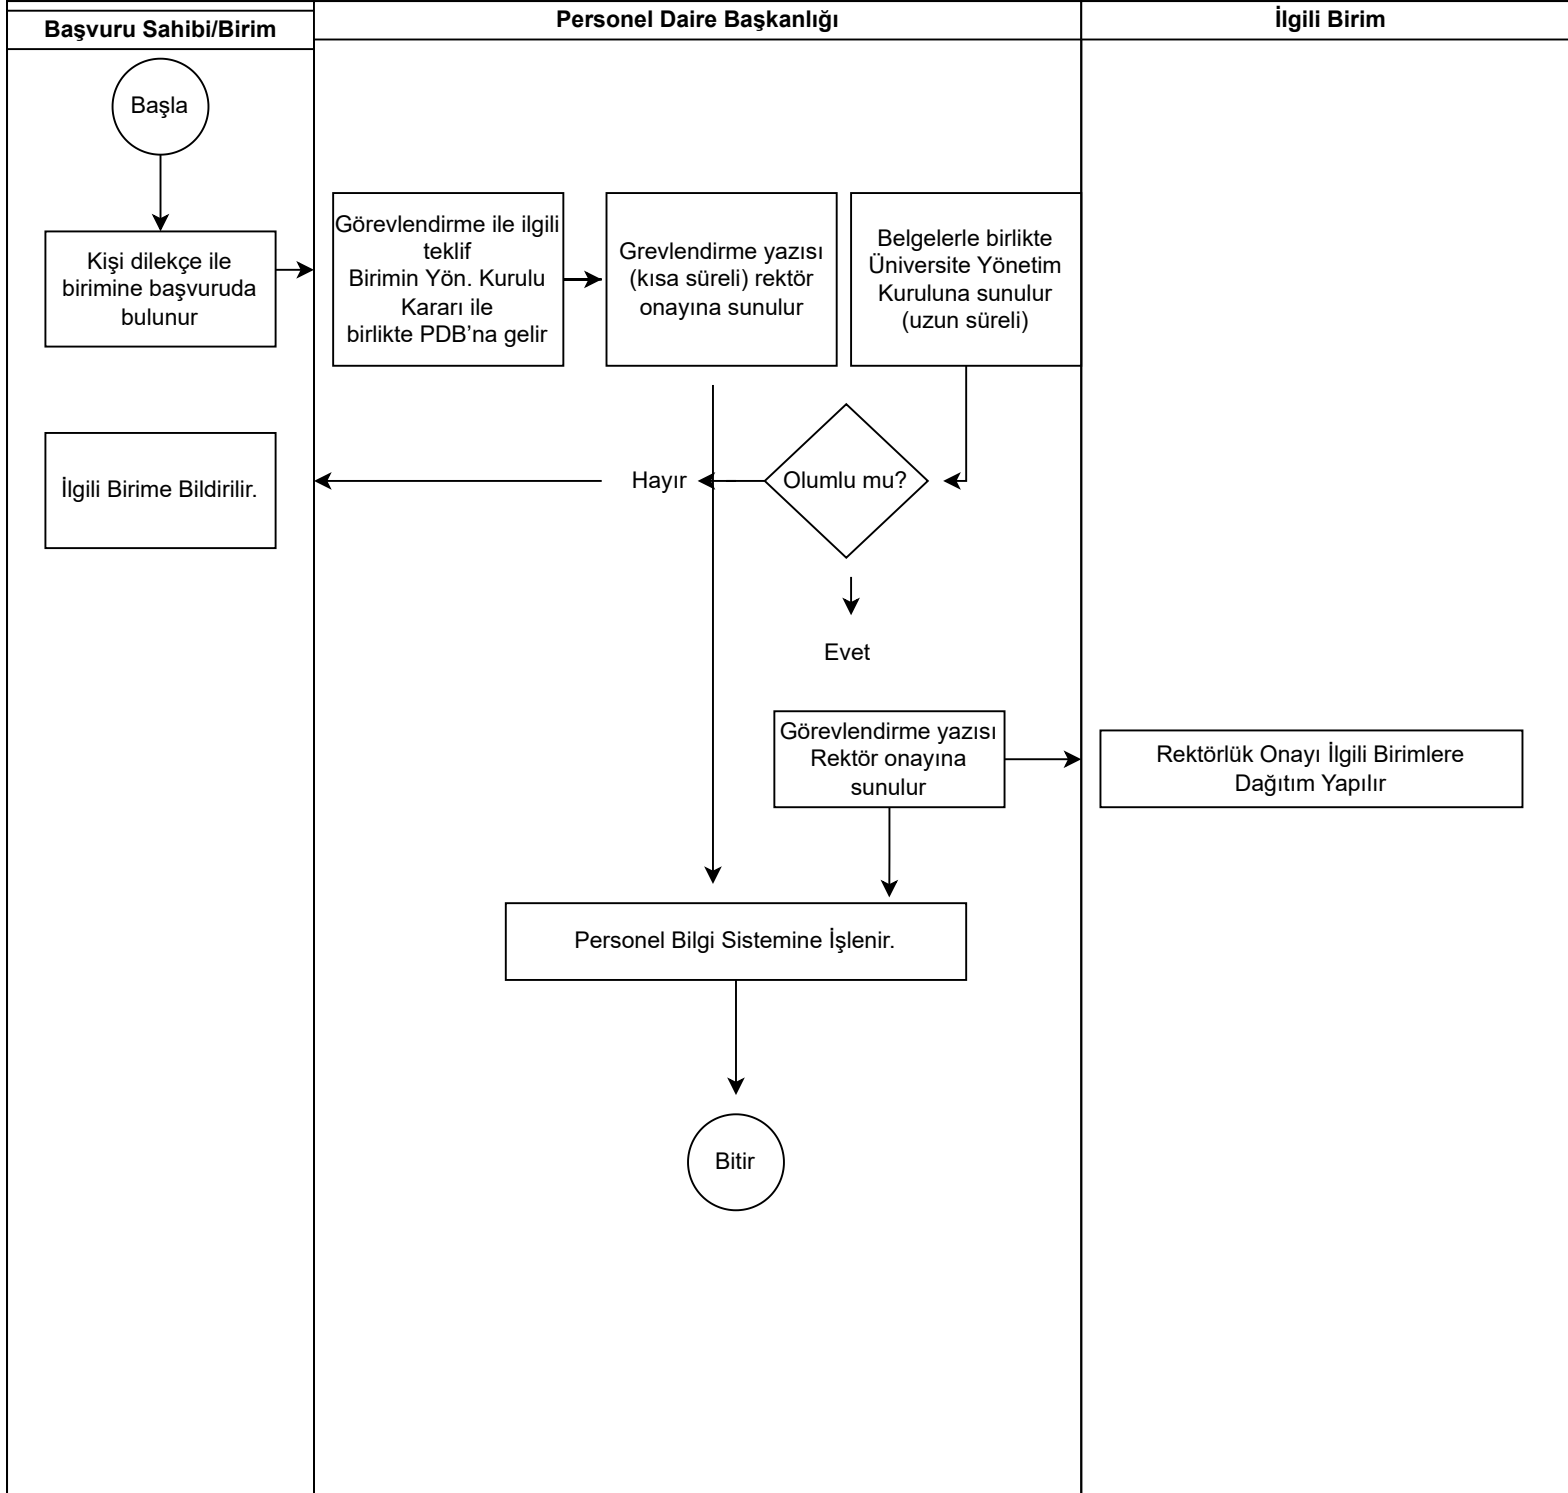 Başvuru Sahibi/Birim
Personel Daire Başkanlığı
İlgili Birim
Başla
Kişi dilekçe ile
birimine başvuruda
bulunur
Görevlendirme ile ilgili
teklif
Birimin Yön. Kurulu
Kararı ile
birlikte PDB’na gelir
Grevlendirme yazısı
(kısa süreli) rektör
onayına sunulur
Belgelerle birlikte
Üniversite Yönetim
Kuruluna sunulur
(uzun süreli)
İlgili Birime Bildirilir.
Hayır
Olumlu mu?
Evet
Görevlendirme yazısı
Rektör onayına
sunulur
Rektörlük Onayı İlgili Birimlere
Dağıtım Yapılır
Personel Bilgi Sistemine İşlenir.
Bitir